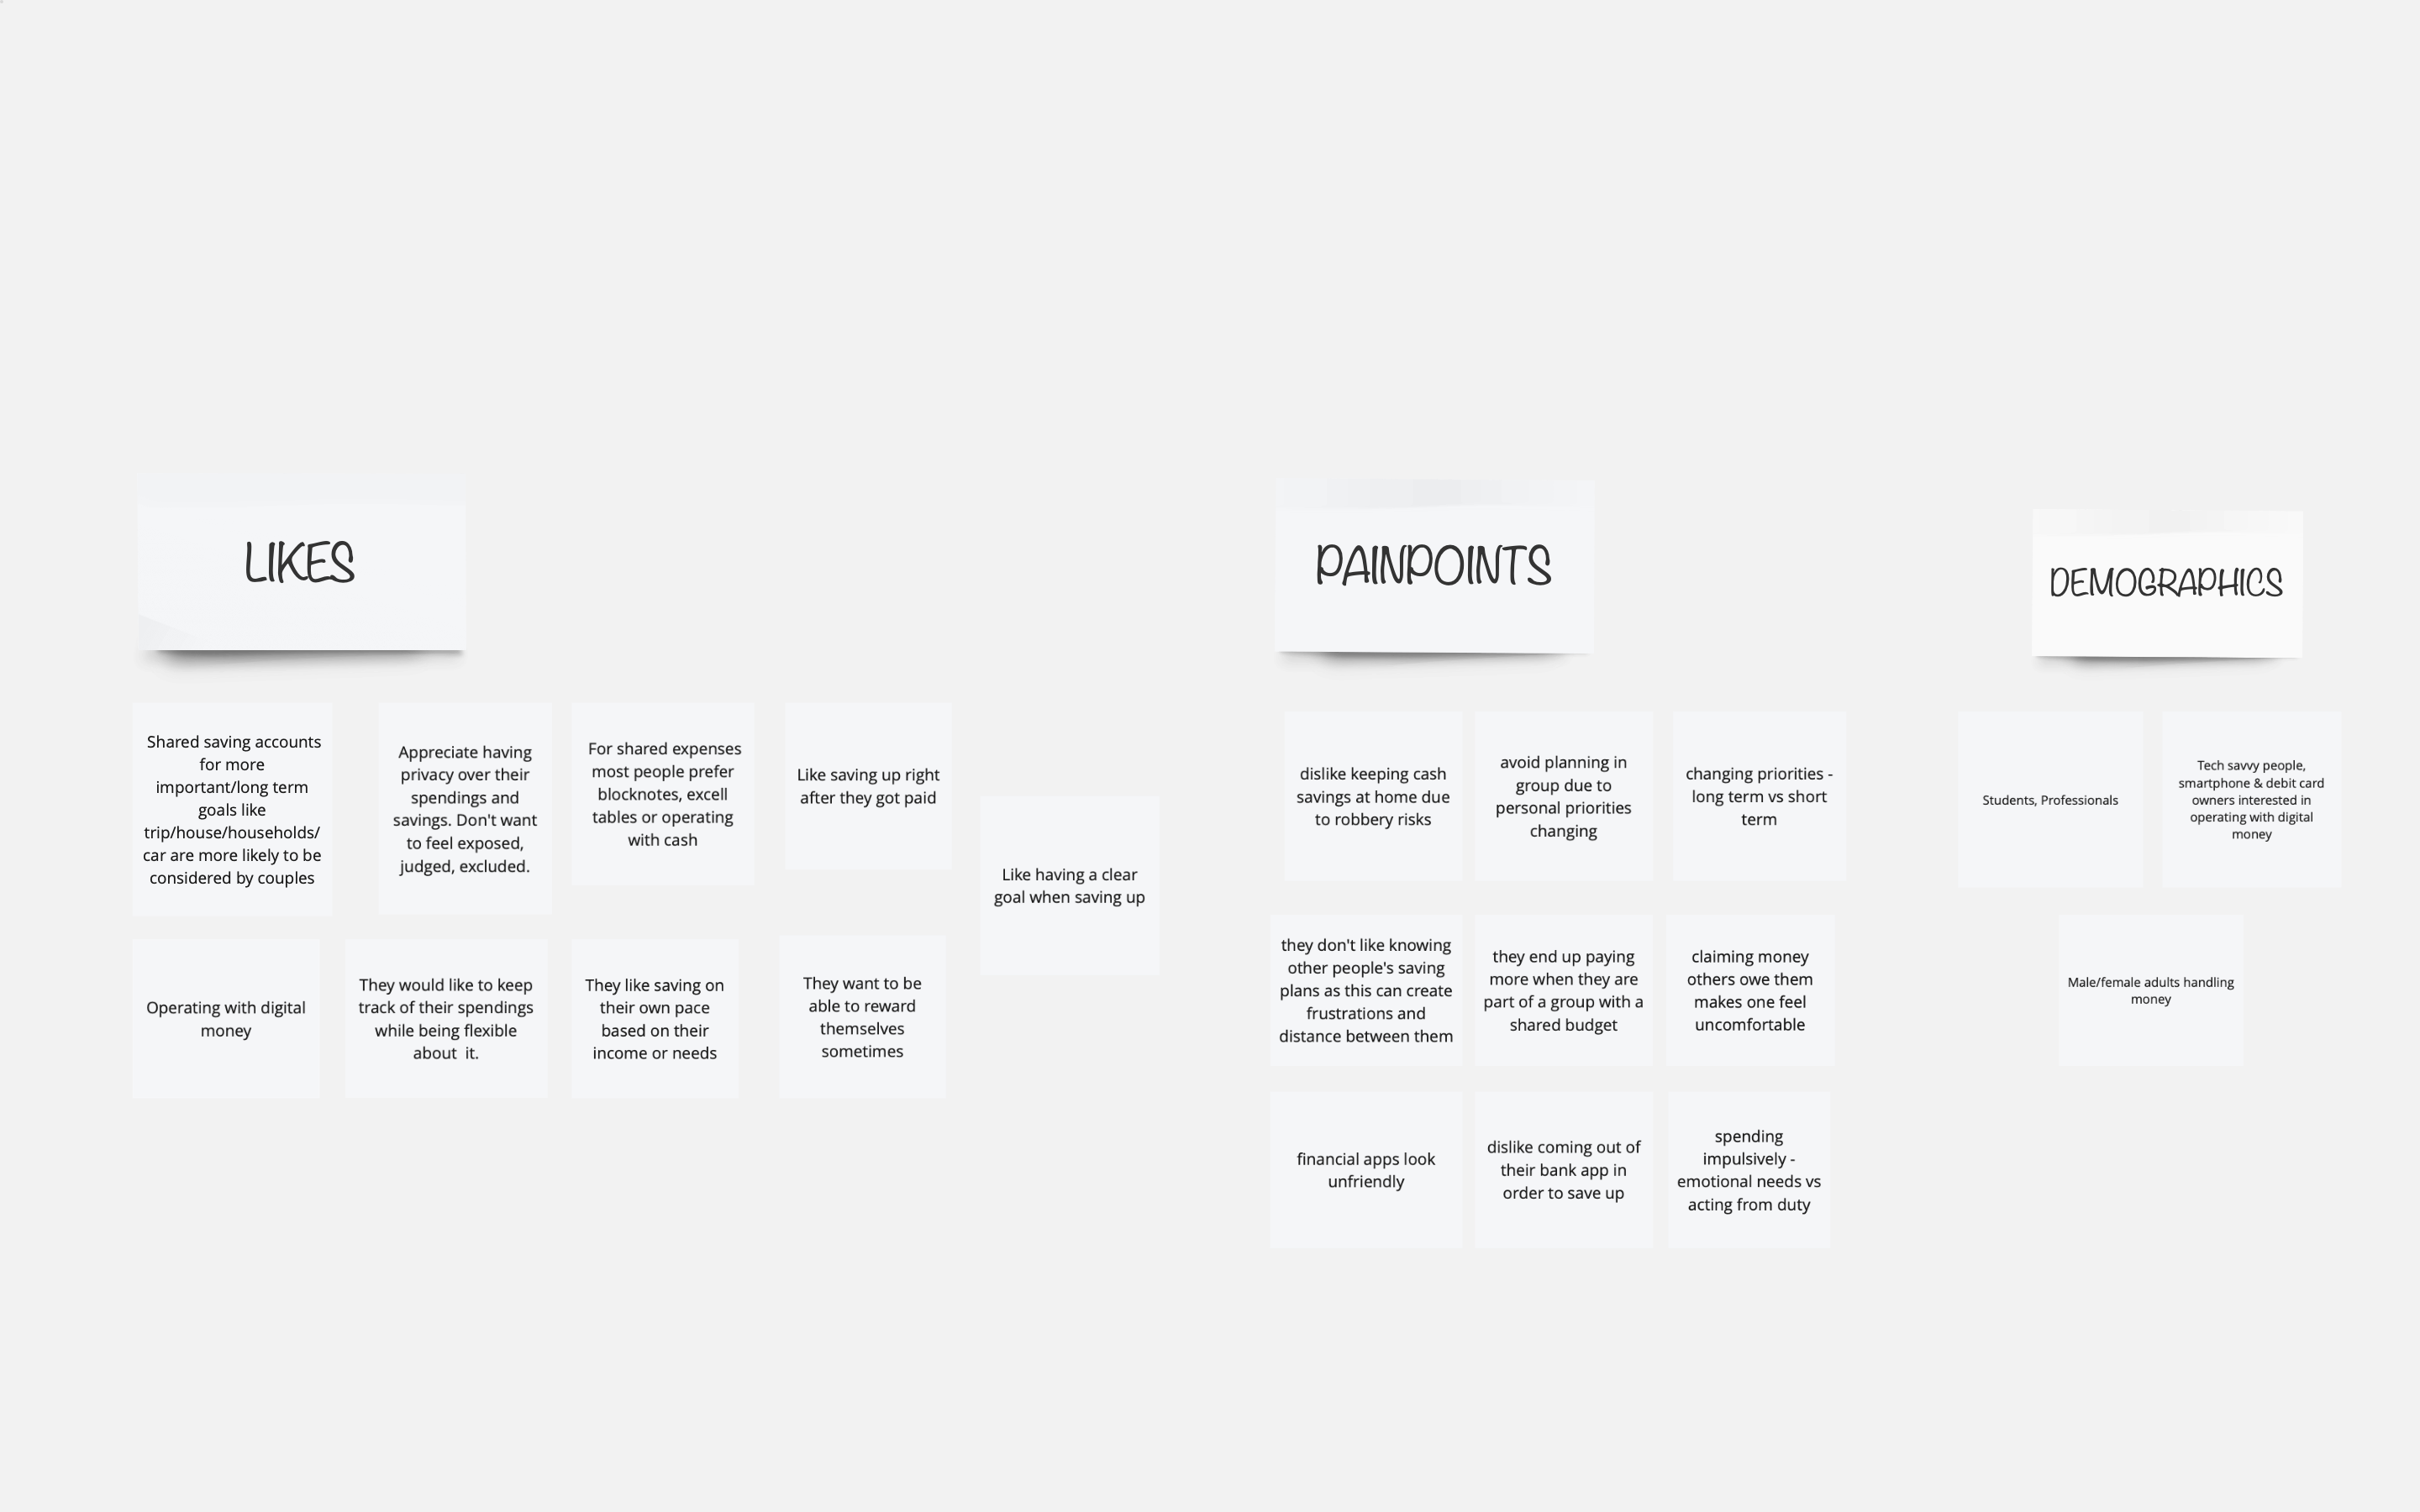 LIKES
PAINPOINTS
DEMOGRAPHICS
Shared saving accounts
for more
important/long term
goals like
trip/house/households/
car are more likely to be
considered by couples
Appreciate having
privacy over their
spendings and
savings. Don't want
to feel exposed,
judged, excluded.
For shared expenses
most people prefer
blocknotes, excell
tables or operating
with cash
Like saving up right
after they got paid
Like having a clear
goal when saving up
Operating with digital
money
They would like to keep
track of their spendings
while being flexible
about  it.
They like saving on
their own pace
based on their
income or needs
They want to be
able to reward
themselves
sometimes
dislike keeping cash
savings at home due
to robbery risks
avoid planning in
group due to
personal priorities
changing
changing priorities -
long term vs short
term
they don't like knowing
other people's saving
plans as this can create
frustrations and
distance between them
they end up paying
more when they are
part of a group with a
shared budget
claiming money
others owe them
makes one feel
uncomfortable
financial apps look
unfriendly
dislike coming out of
their bank app in
order to save up
spending
impulsively -
emotional needs vs
acting from duty
Students, Professionals
Tech savvy people,
smartphone & debit card
owners interested in
operating with digital
money
Male/female adults handling
money